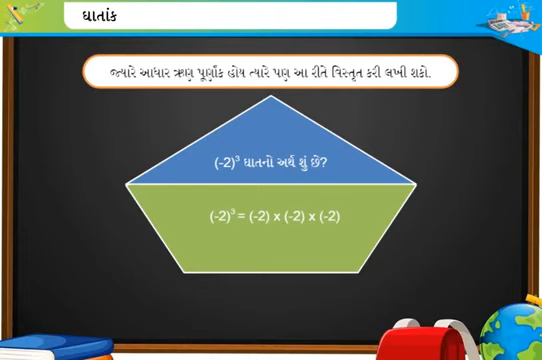 ઘાતાંક
જ્યારે આધાર ઋણ પૂર્ણાંક હોય ત્યારે પણ આ રીતે વિસ્તૃત કરી લખી શકો.
(-2)³ ઘાતનો અર્થ શું છે?
(-2)³ = (-2) x (-2) x (-2)